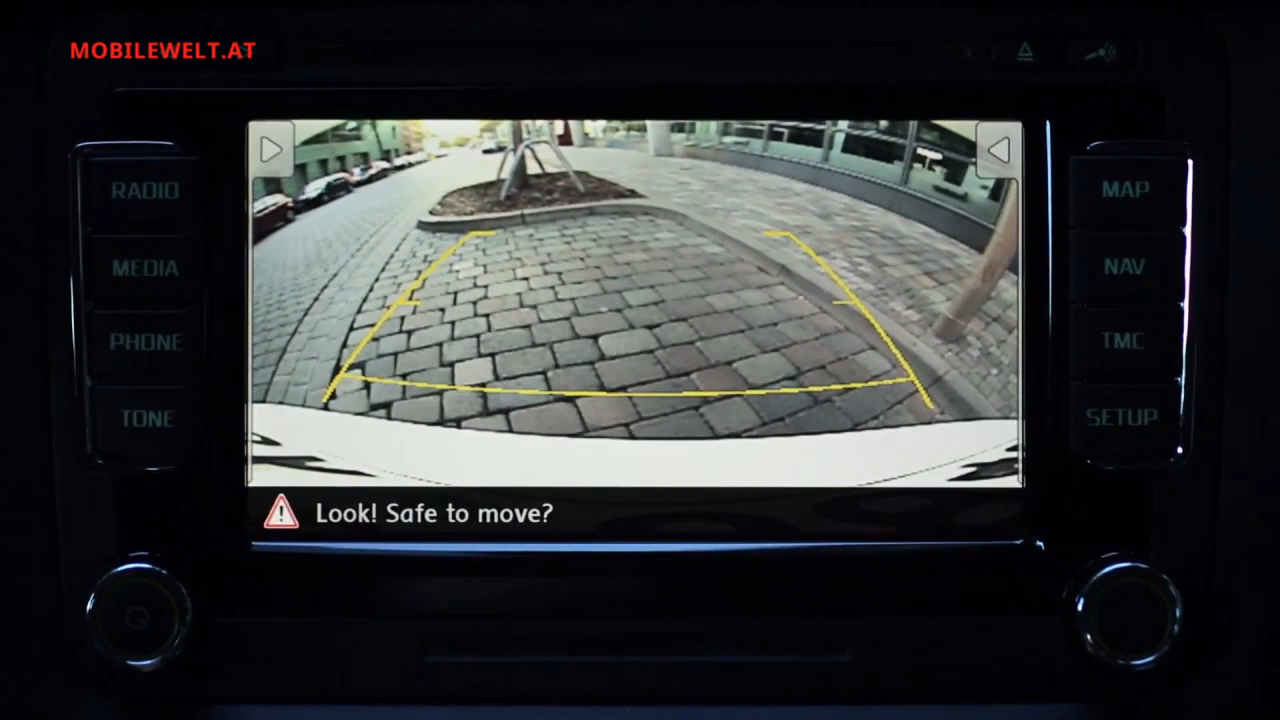 MOBILEWELT.AT
RADIO
MEDIA
PHONE
TONE
MAP
NAV
TMC
SETUP
Look! Safe to move?